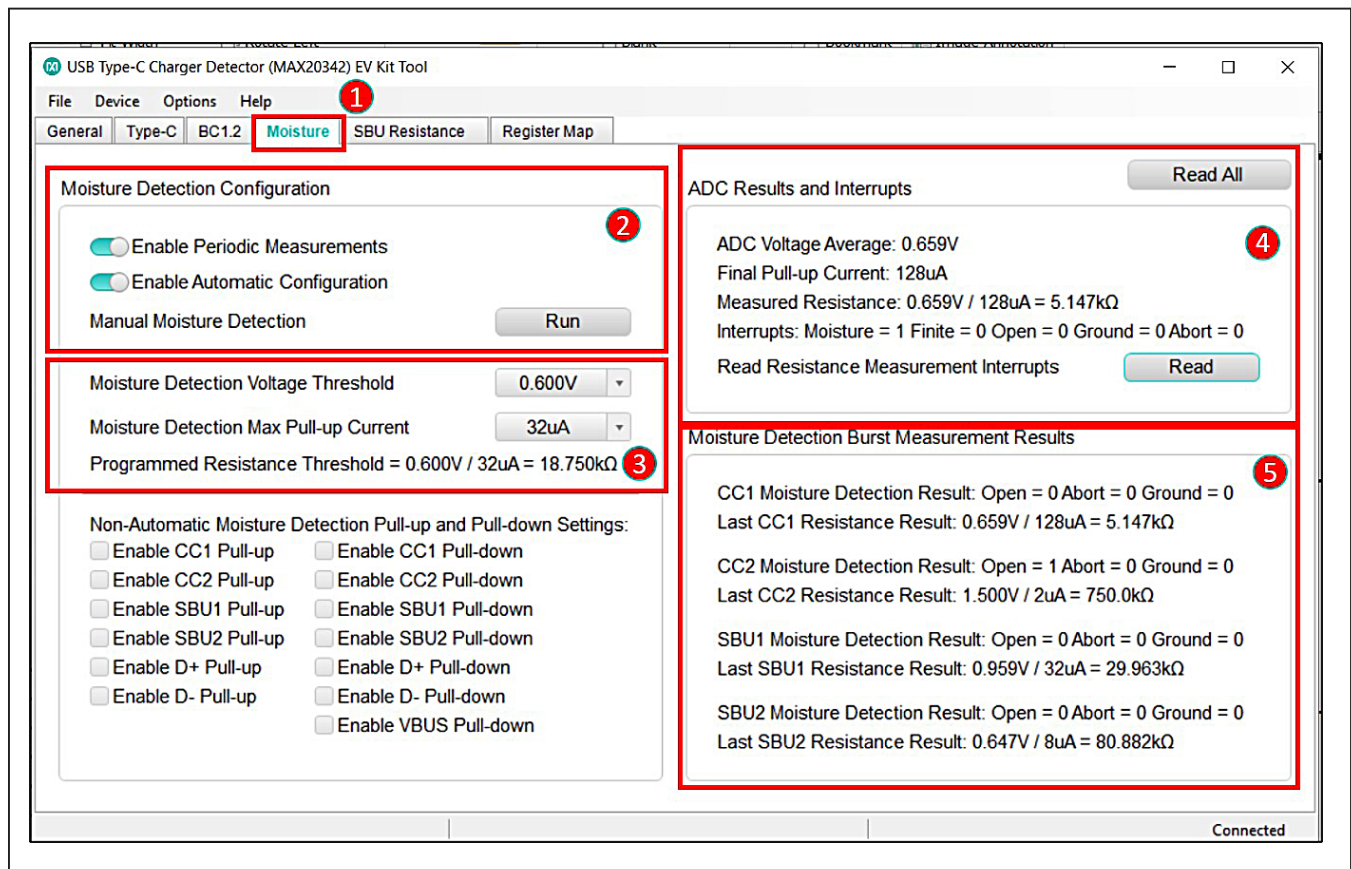 USB Type-C Charger Detector (MAX20342) EV Kit Tool
File Device Options Help
1
General Type-C BC1.2 Moisture SBU Resistance Register Map
Moisture Detection Configuration
2
Enable Periodic Measurements
Enable Automatic Configuration
Manual Moisture Detection Run
Moisture Detection Voltage Threshold 0.600V
Moisture Detection Max Pull-up Current 32uA
Programmed Resistance Threshold = 0.600V / 32uA = 18.750kΩ 3
Non-Automatic Moisture Detection Pull-up and Pull-down Settings:
Enable CC1 Pull-up Enable CC1 Pull-down
Enable CC2 Pull-up Enable CC2 Pull-down
Enable SBU1 Pull-up Enable SBU1 Pull-down
Enable SBU2 Pull-up Enable SBU2 Pull-down
Enable D+ Pull-up Enable D+ Pull-down
Enable D- Pull-up Enable D- Pull-down
Enable VBUS Pull-down
Read All
ADC Results and Interrupts
4
ADC Voltage Average: 0.659V
Final Pull-up Current: 128uA
Measured Resistance: 0.659V / 128uA = 5.147kΩ
Interrupts: Moisture = 1 Finite = 0 Open = 0 Ground = 0 Abort = 0
Read Resistance Measurement Interrupts Read
Moisture Detection Burst Measurement Results
5
CC1 Moisture Detection Result: Open = 0 Abort = 0 Ground = 0
Last CC1 Resistance Result: 0.659V / 128uA = 5.147kΩ
CC2 Moisture Detection Result: Open = 1 Abort = 0 Ground = 0
Last CC2 Resistance Result: 1.500V / 2uA = 750.0kΩ
SBU1 Moisture Detection Result: Open = 0 Abort = 0 Ground = 0
Last SBU1 Resistance Result: 0.959V / 32uA = 29.963kΩ
SBU2 Moisture Detection Result: Open = 0 Abort = 0 Ground = 0
Last SBU2 Resistance Result: 0.647V / 8uA = 80.882kΩ
Connected